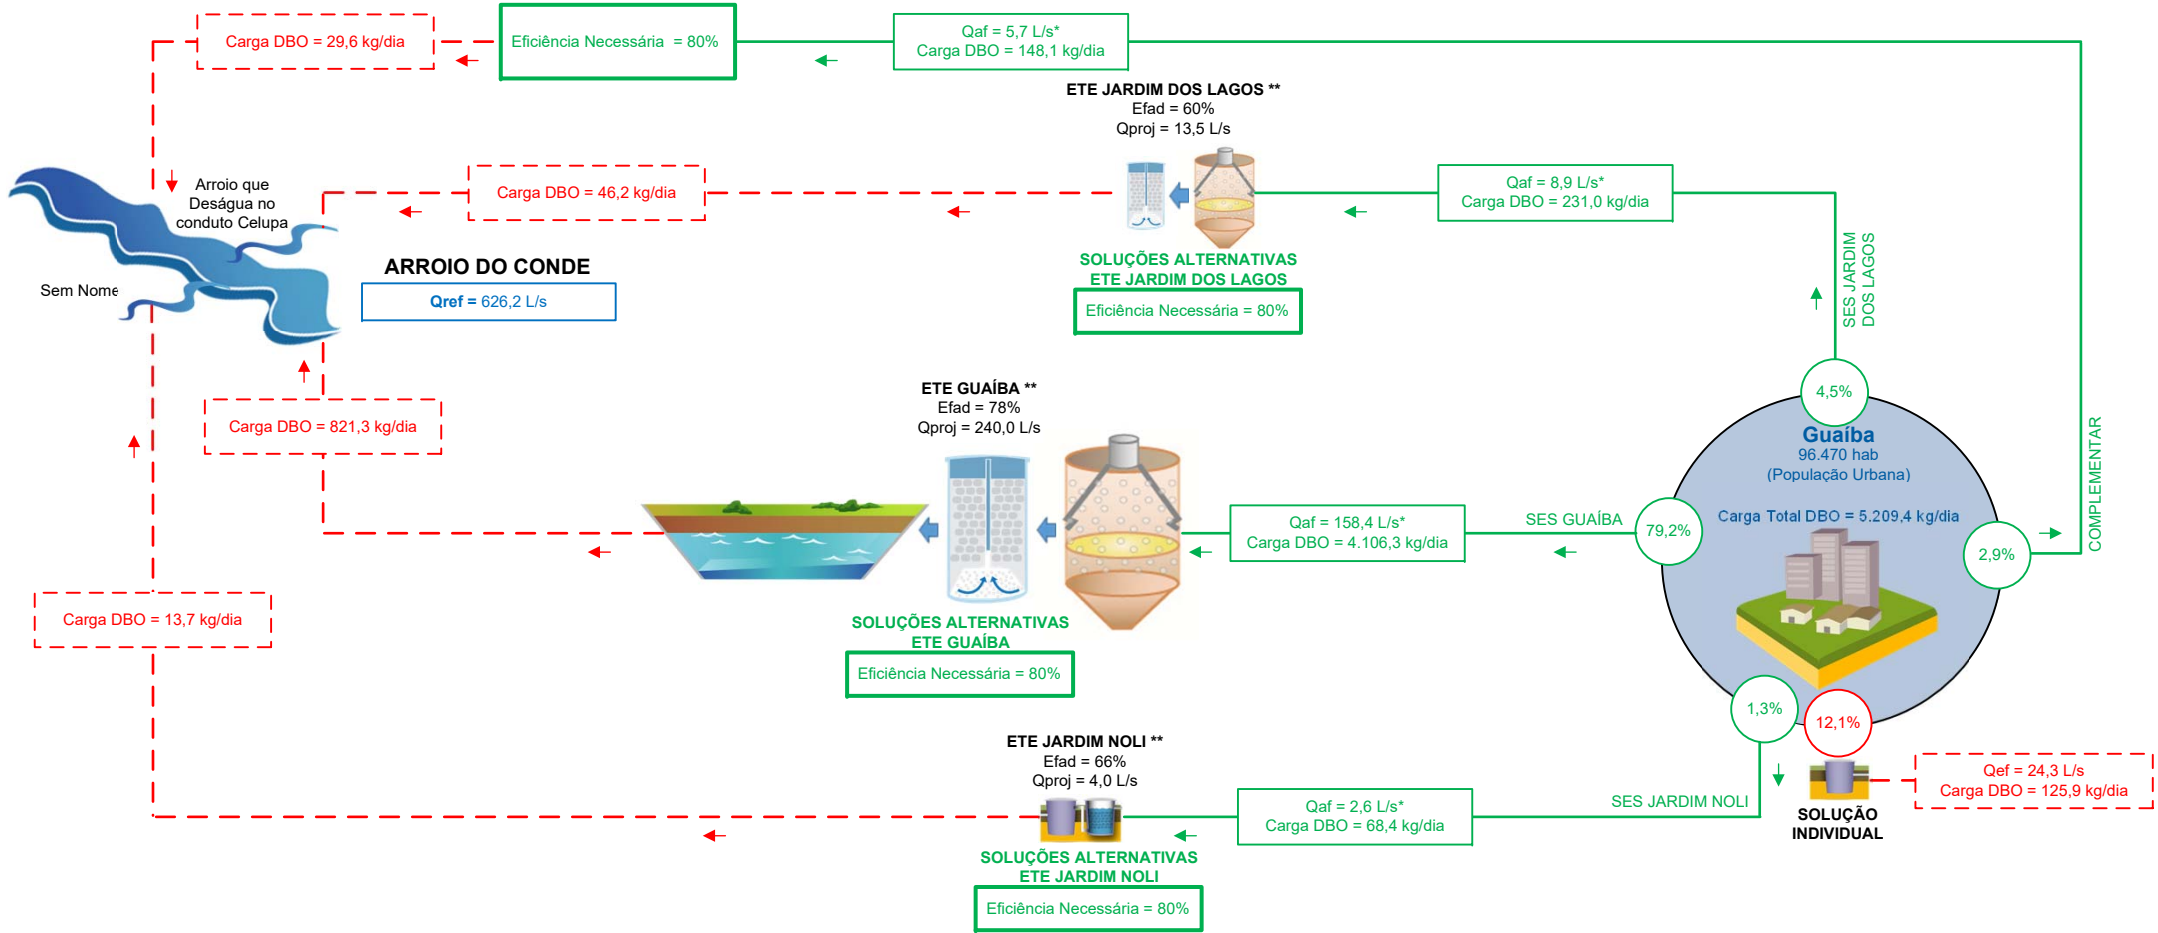 Carga DBO = 29,6 kg/dia
Eficiência Necessária = 80%
Qaf = 5,7 L/s*
Carga DBO = 148,1 kg/dia
ETE JARDIM DOS LAGOS **
Efad = 60%
Qproj = 13,5 L/s
Arroio que
Deságua no
conduto Celupa
Carga DBO = 46,2 kg/dia
Qaf = 8,9 L/s*
Carga DBO = 231,0 kg/dia
SOLUÇÕES ALTERNATIVAS
ETE JARDIM DOS LAGOS
Eficiência Necessária = 80%
SES JARDIM
DOS LAGOS
ARROIO DO CONDE
Qref = 626,2 L/s
Sem Nome
ETE GUAÍBA **
Efad = 78%
Qproj = 240,0 L/s
Carga DBO = 821,3 kg/dia
4,5%
Guaíba
96.470 hab
(População Urbana)
Carga Total DBO = 5.209,4 kg/dia
COMPLEMENTAR
Qaf = 158,4 L/s*
Carga DBO = 4.106,3 kg/dia
SES GUAÍBA
79,2%
2,9%
Carga DBO = 13,7 kg/dia
SOLUÇÕES ALTERNATIVAS
ETE GUAÍBA
Eficiência Necessária = 80%
1,3%
12,1%
ETE JARDIM NOLI **
Efad = 66%
Qproj = 4,0 L/s
Qaf = 2,6 L/s*
Carga DBO = 68,4 kg/dia
SES JARDIM NOLI
SOLUÇÃO
INDIVIDUAL
Qef = 24,3 L/s
Carga DBO = 125,9 kg/dia
SOLUÇÕES ALTERNATIVAS
ETE JARDIM NOLI
Eficiência Necessária = 80%